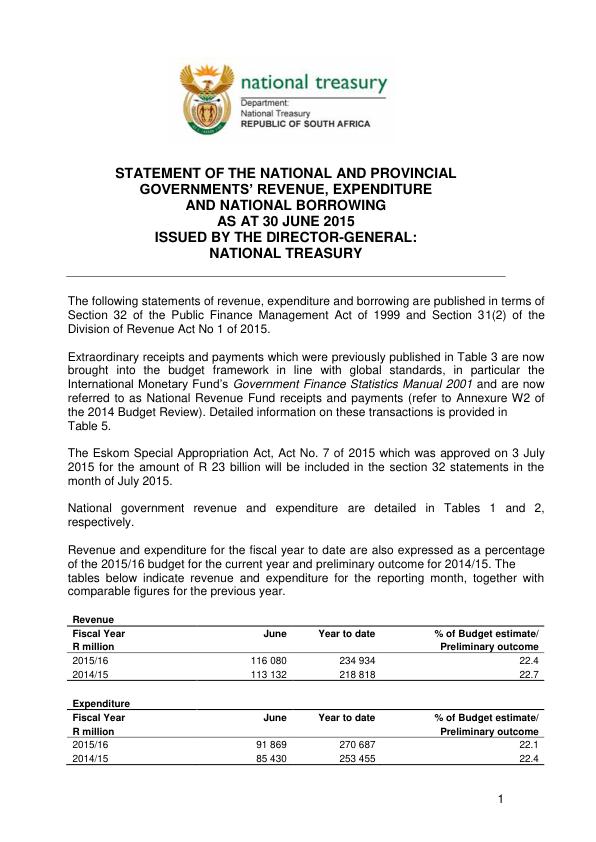 national treasury
Department:
National Treasury
REPUBLIC OF SOUTH AFRICA
STATEMENT OF THE NATIONAL AND PROVINCIAL
GOVERNMENTS' REVENUE, EXPENDITURE
AND NATIONAL BORROWING
AS AT 30 JUNE 2015
ISSUED BY THE DIRECTOR-GENERAL:
NATIONAL TREASURY
The following statements of revenue, expenditure and borrowing are published in terms of
Section 32 of the Public Finance Management Act of 1999 and Section 31(2) of the
Division of Revenue Act No 1 of 2015.
Extraordinary receipts and payments which were previously published in Table 3 are now
brought into the budget framework in line with global standards, in particular the
International Monetary Fund's Government Finance Statistics Manual 2001 and are now
referred to as National Revenue Fund receipts and payments (refer to Annexure W2 of
the 2014 Budget Review). Detailed information on these transactions is provided in
Table 5.
The Eskom Special Appropriation Act, Act No. 7 of 2015 which was approved on 3 July
2015 for the amount of R 23 billion will be included in the section 32 statements in the
month of July 2015.
National government revenue and expenditure are detailed in Tables 1 and 2,
respectively.
Revenue and expenditure for the fiscal year to date are also expressed as a percentage
of the 2015/16 budget for the current year and preliminary outcome for 2014/15. The
tables below indicate revenue and expenditure for the reporting month, together with
comparable figures for the previous year.
Revenue
Fiscal Year June Year to date % of Budget estimate/
R million Preliminary outcome
2015/16 116 080 234 934 22.4
2014/15 113 132 218 818 22.7
Expenditure
Fiscal Year June Year to date % of Budget estimate/
R million Preliminary outcome
2015/16 91 869 270 687 22.1
2014/15 85 430 253 455 22.4
1